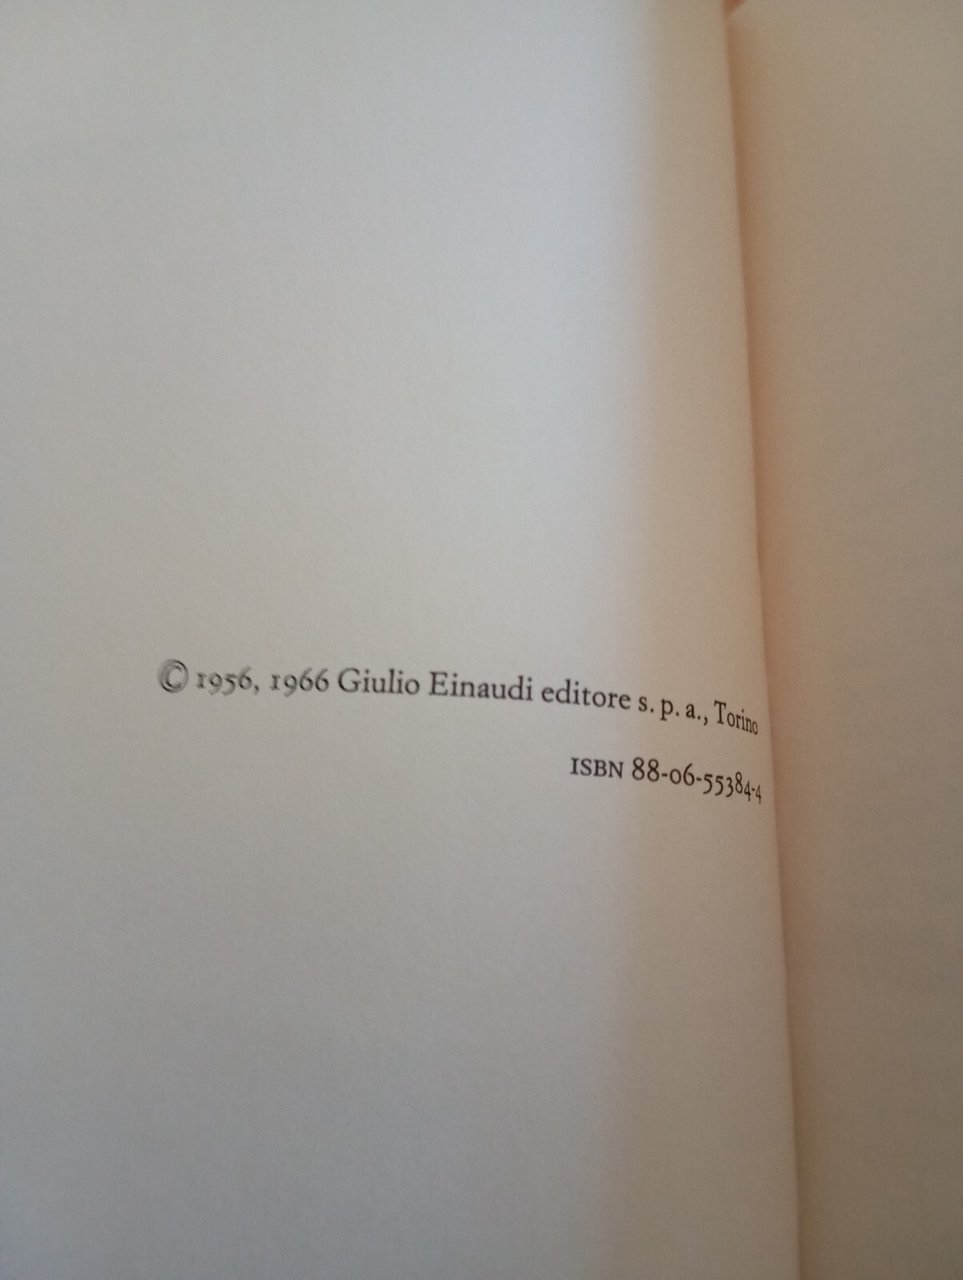 © 1956, 1966 Giulio Einaudi editore s. p. a., Torino
ISBN 88-06-55384-4